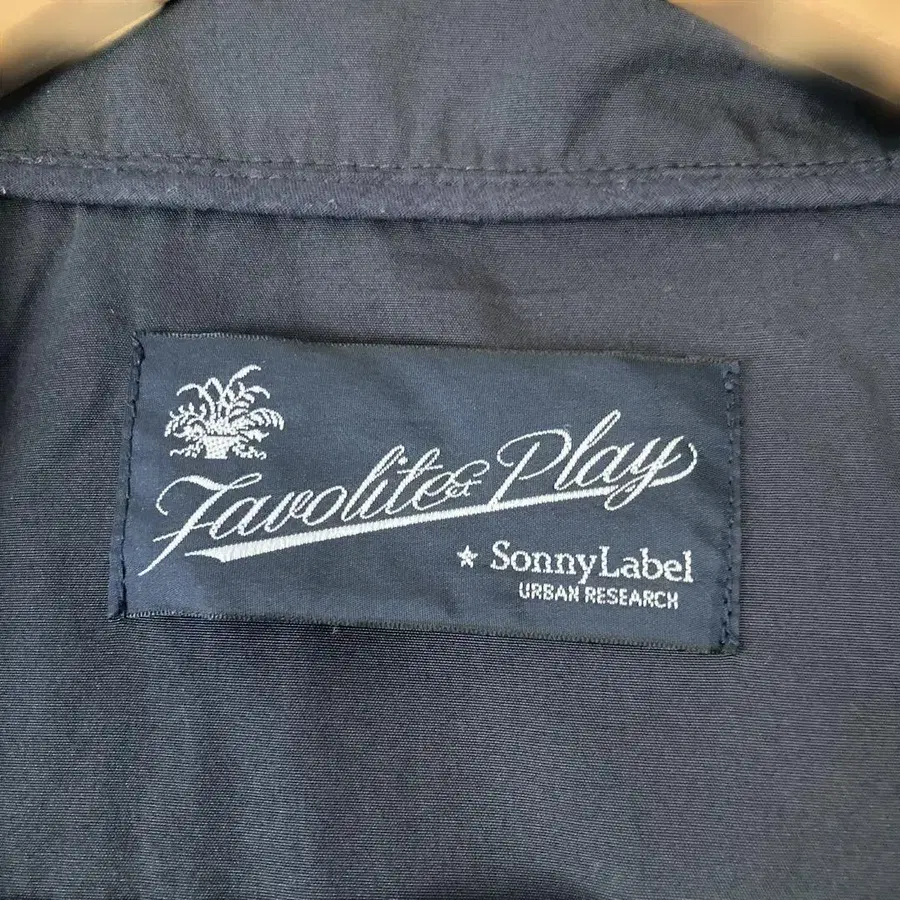 Favolite & Play
★ SonnyLabel
URBAN RESEARCH